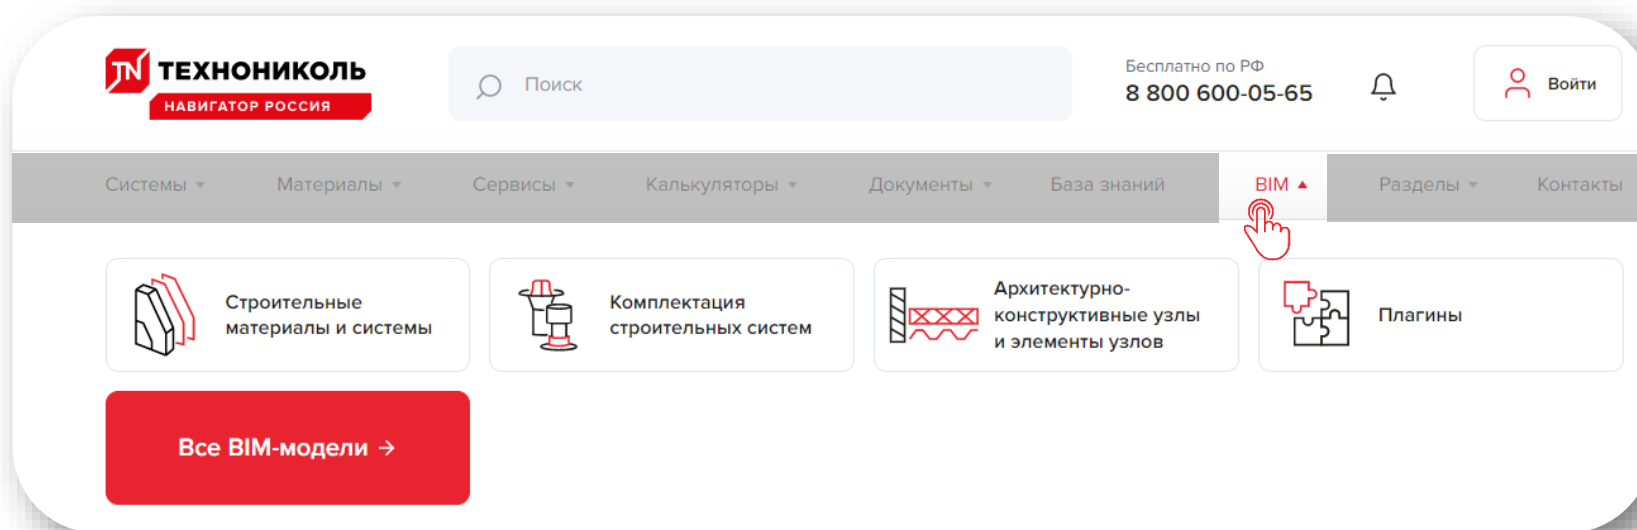 TN ТЕХНОНИКОЛЬ
НАВИГАТОР РОССИЯ
Поиск
Бесплатно по РФ
8 800 600-05-65
Войти
Системы Материалы Сервисы Калькуляторы Документы База знаний BIM Разделы Контакты
Строительные
материалы и системы
Комплектация
строительных систем
Архитектурно-
конструктивные узлы
и элементы узлов
Плагины
Все BIM-модели →